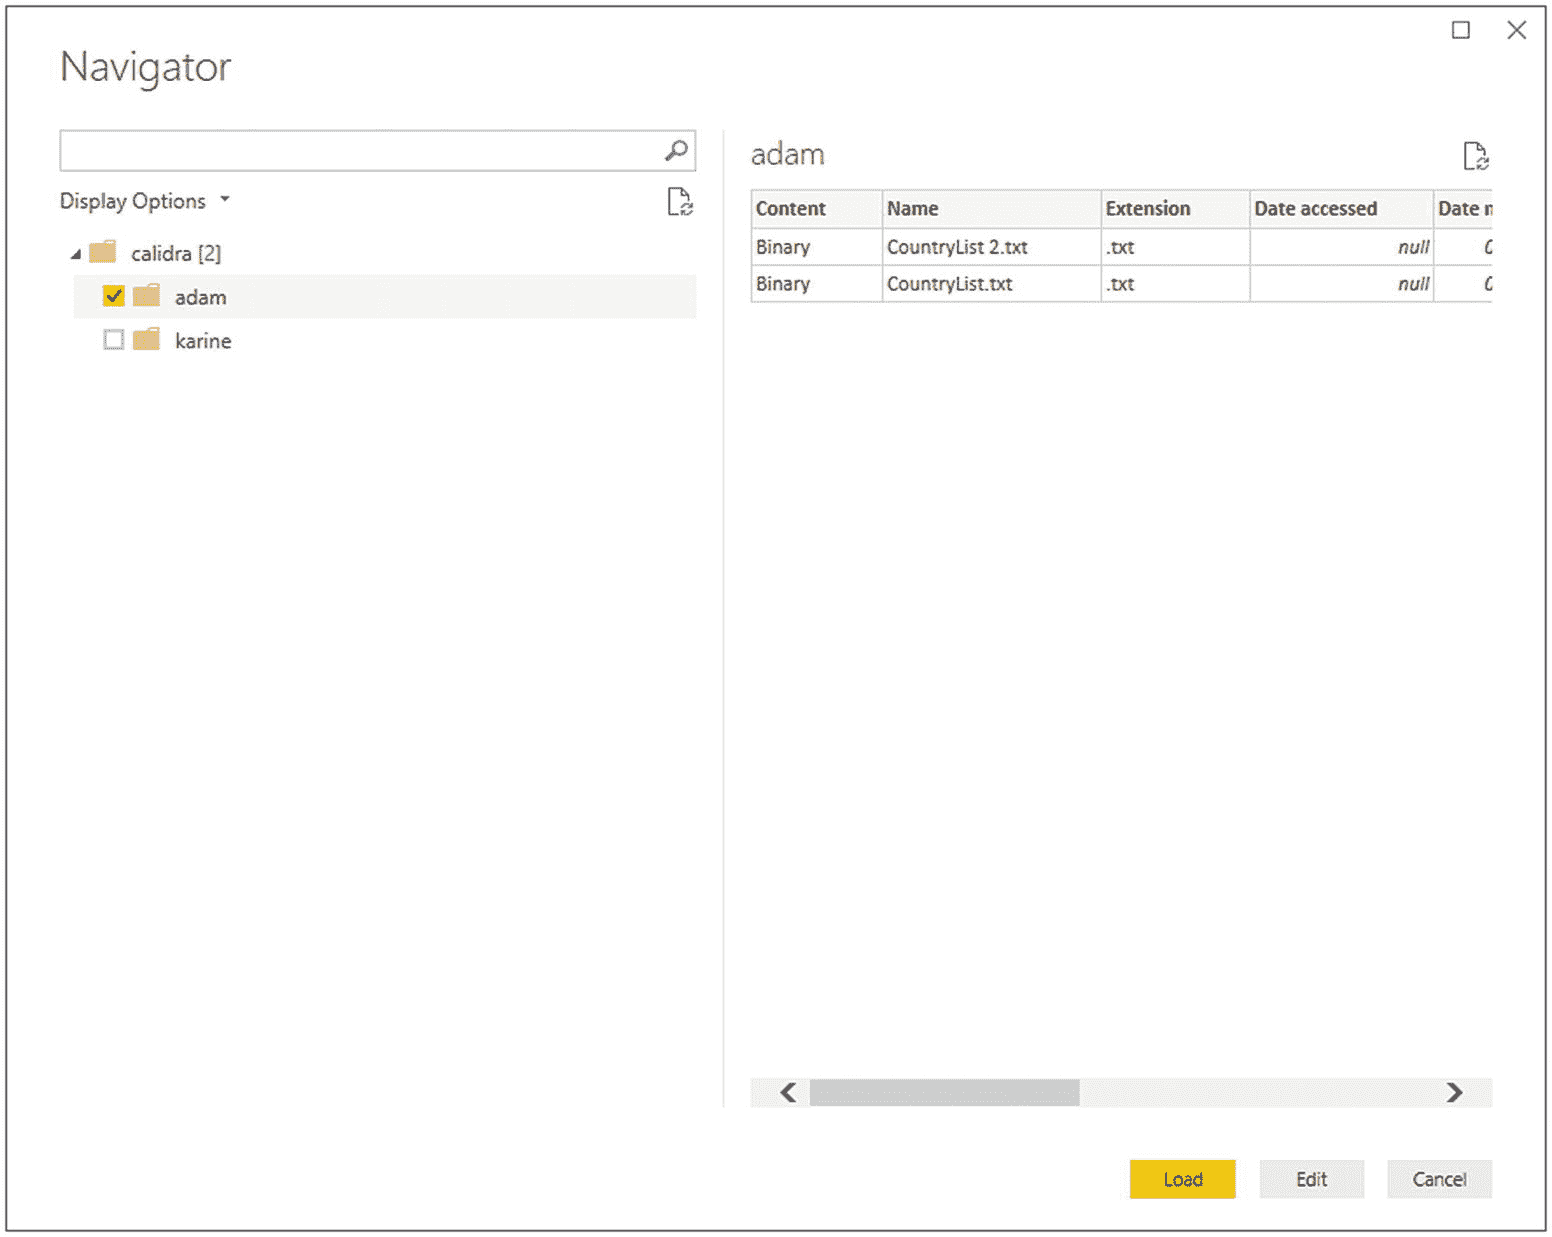 Navigator
Display Options
calidra [2]
adam
karine
adam
Content Name Extension Date accessed Date
Binary CountryList 2.txt .txt null
Binary CountryList.txt .txt null
Load Edit Cancel